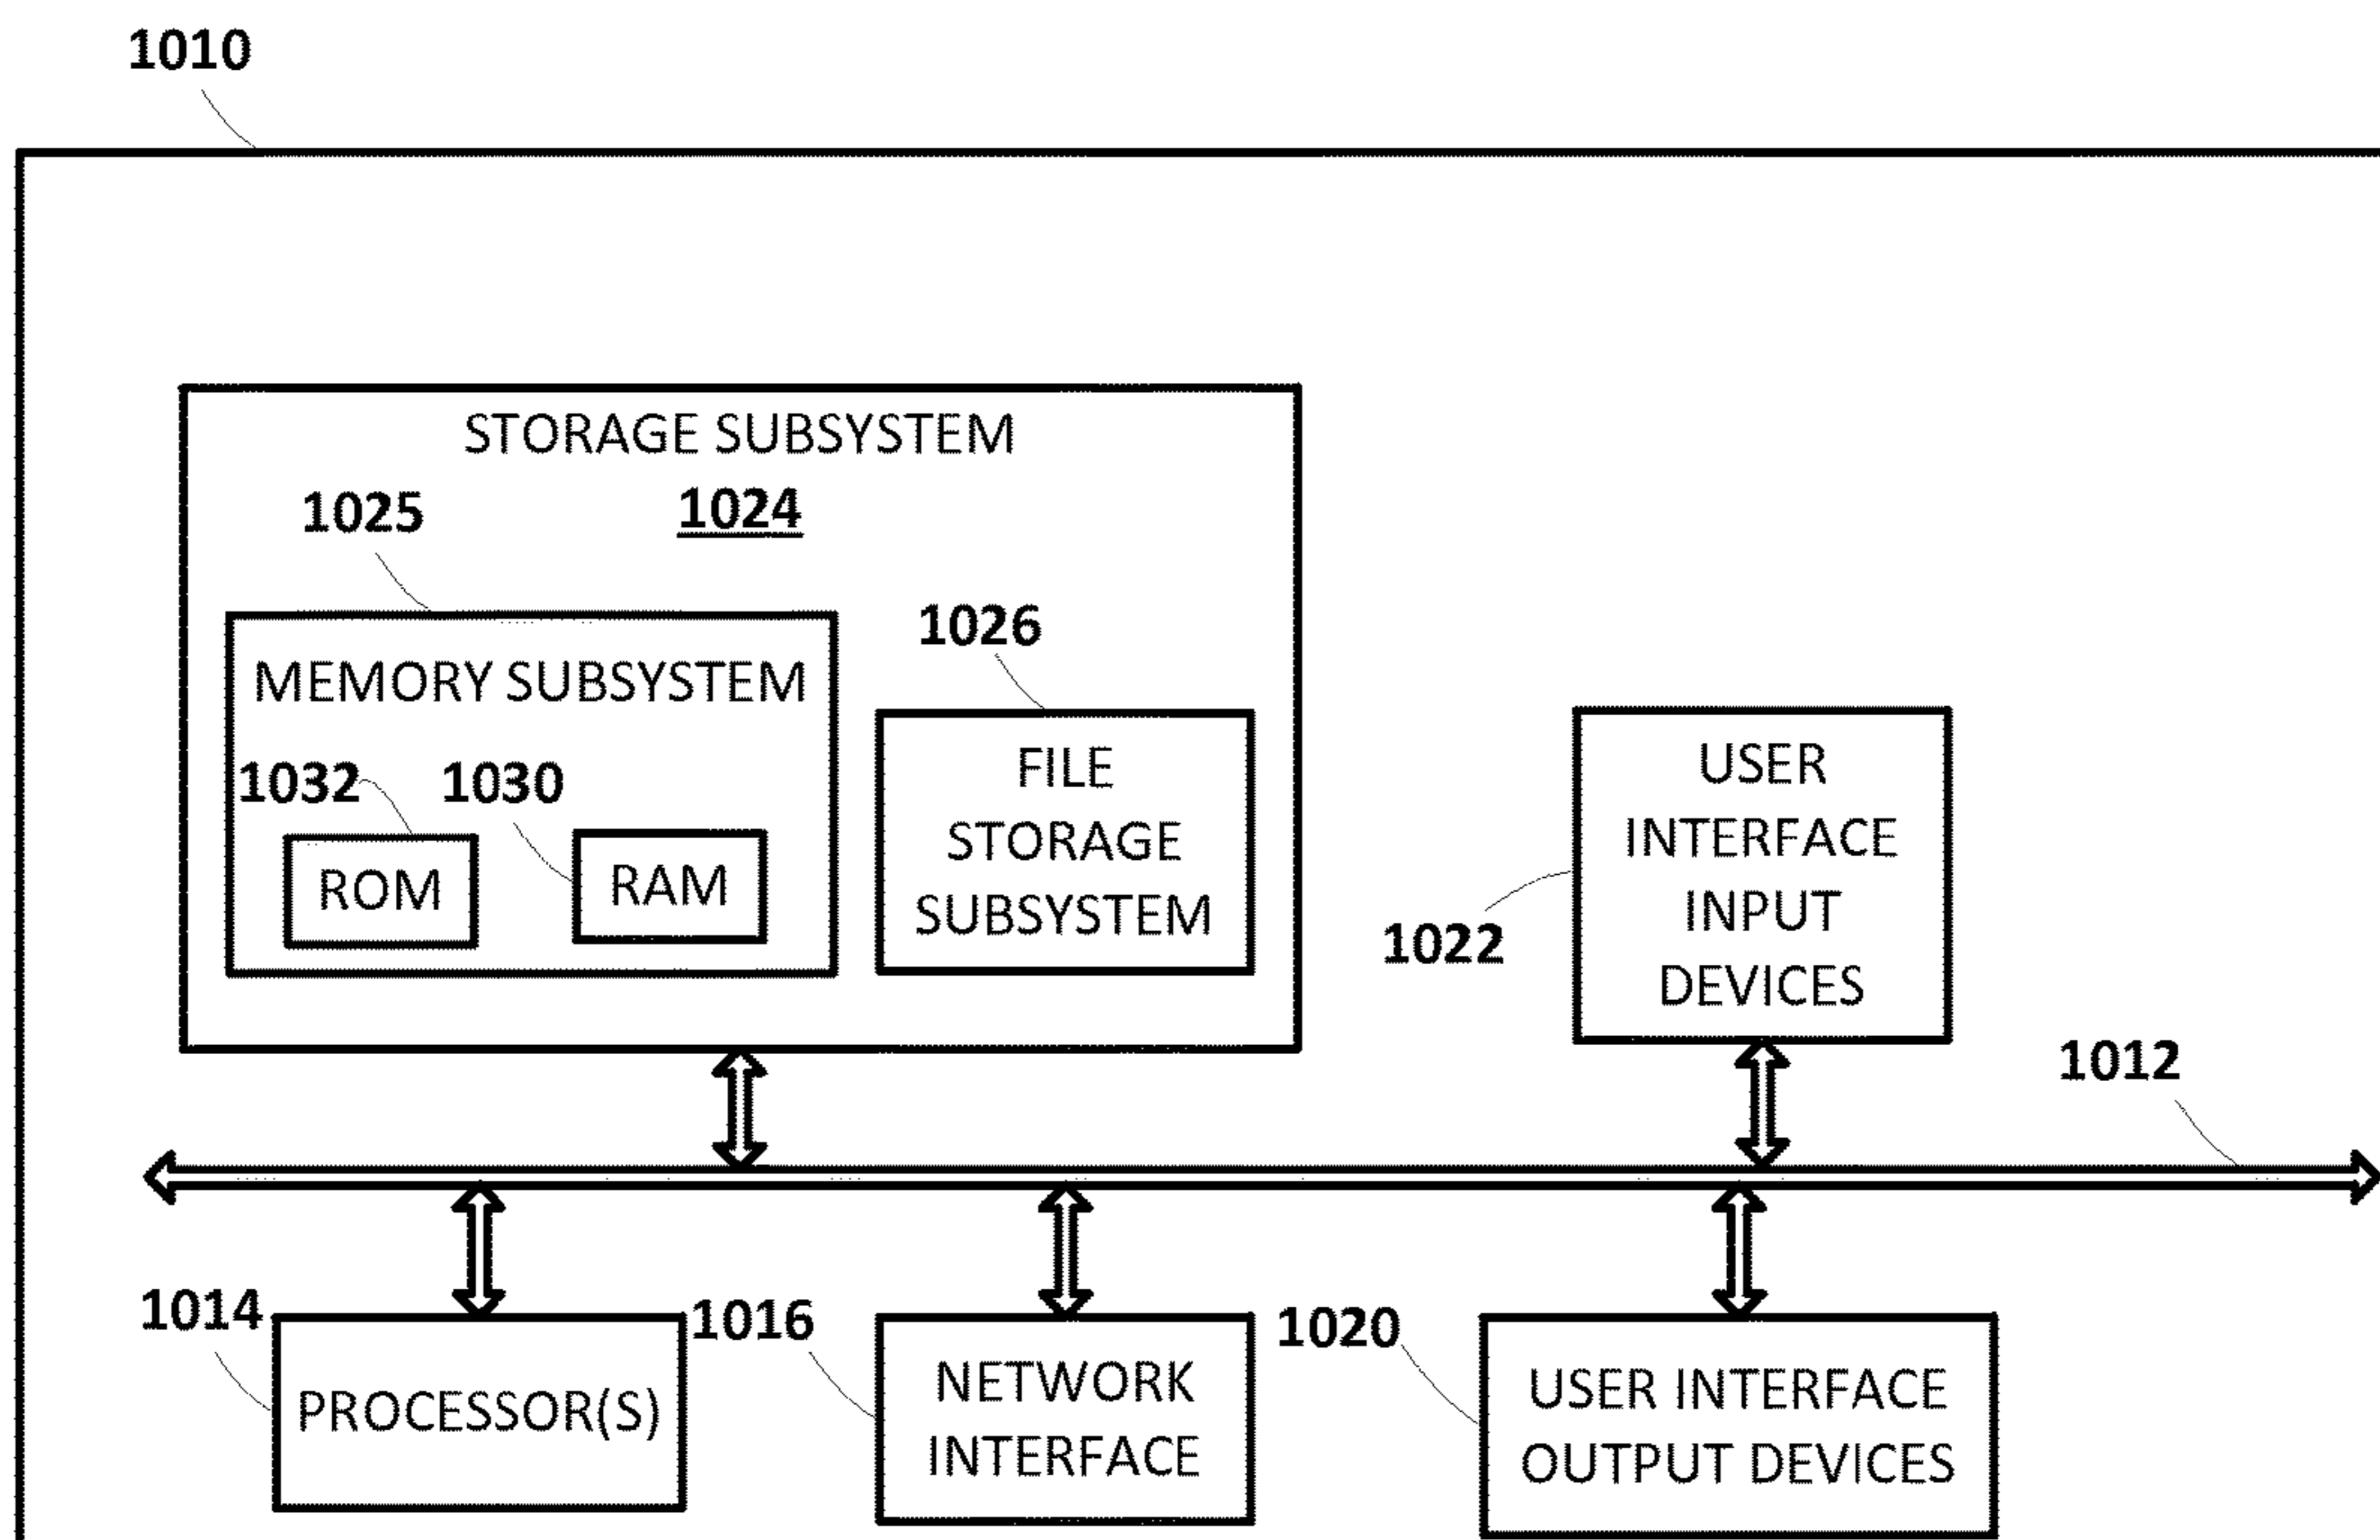 1010
STORAGE SUBSYSTEM
1024
1025
MEMORY SUBSYSTEM
1032
1030
ROM
RAM
1026
FILE
STORAGE
SUBSYSTEM
USER
INTERFACE
INPUT
DEVICES
1022
1012
1014
PROCESSOR(S)
1016
NETWORK
INTERFACE
1020
USER INTERFACE
OUTPUT DEVICES